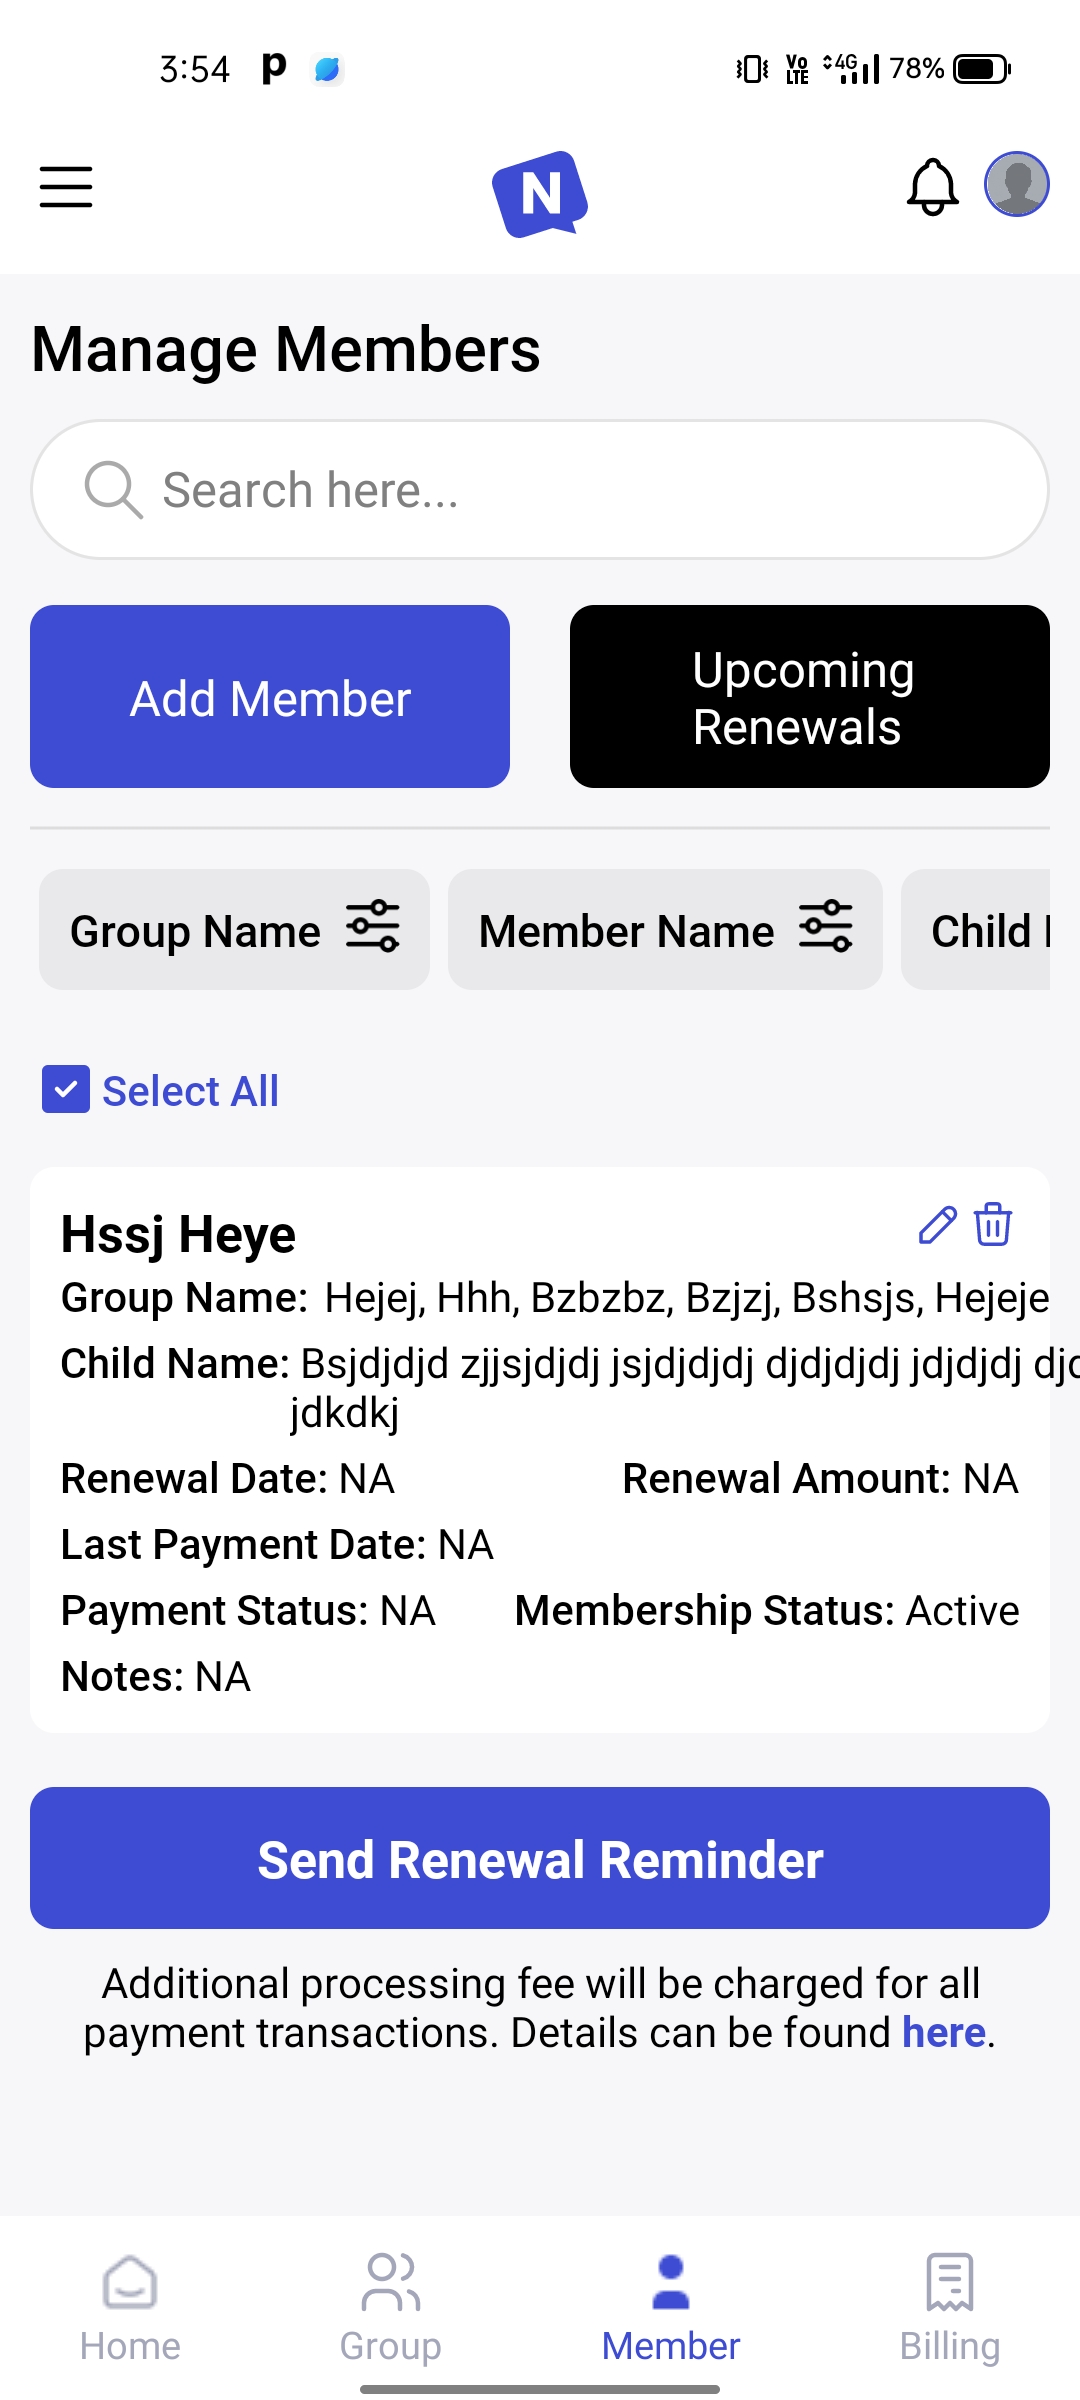 3:54 p Vo LTE 4G 78%
N
Manage Members
Search here...
Add Member
Upcoming
Renewals
Group Name
Member Name
Child
Select All
Hssj Heye
Group Name: Hejej, Hhh, Bzbzbz, Bzjzj, Bshsjs, Hejeje
Child Name: Bsjdjdjd zjjsjdjdj jsjdjdjdj djdjdjdj jdjdjdj
jdkdkj
Renewal Date: NA Renewal Amount: NA
Last Payment Date: NA
Payment Status: NA Membership Status: Active
Notes: NA
Send Renewal Reminder
Additional processing fee will be charged for all
payment transactions. Details can be found here.
Home Group Member Billing